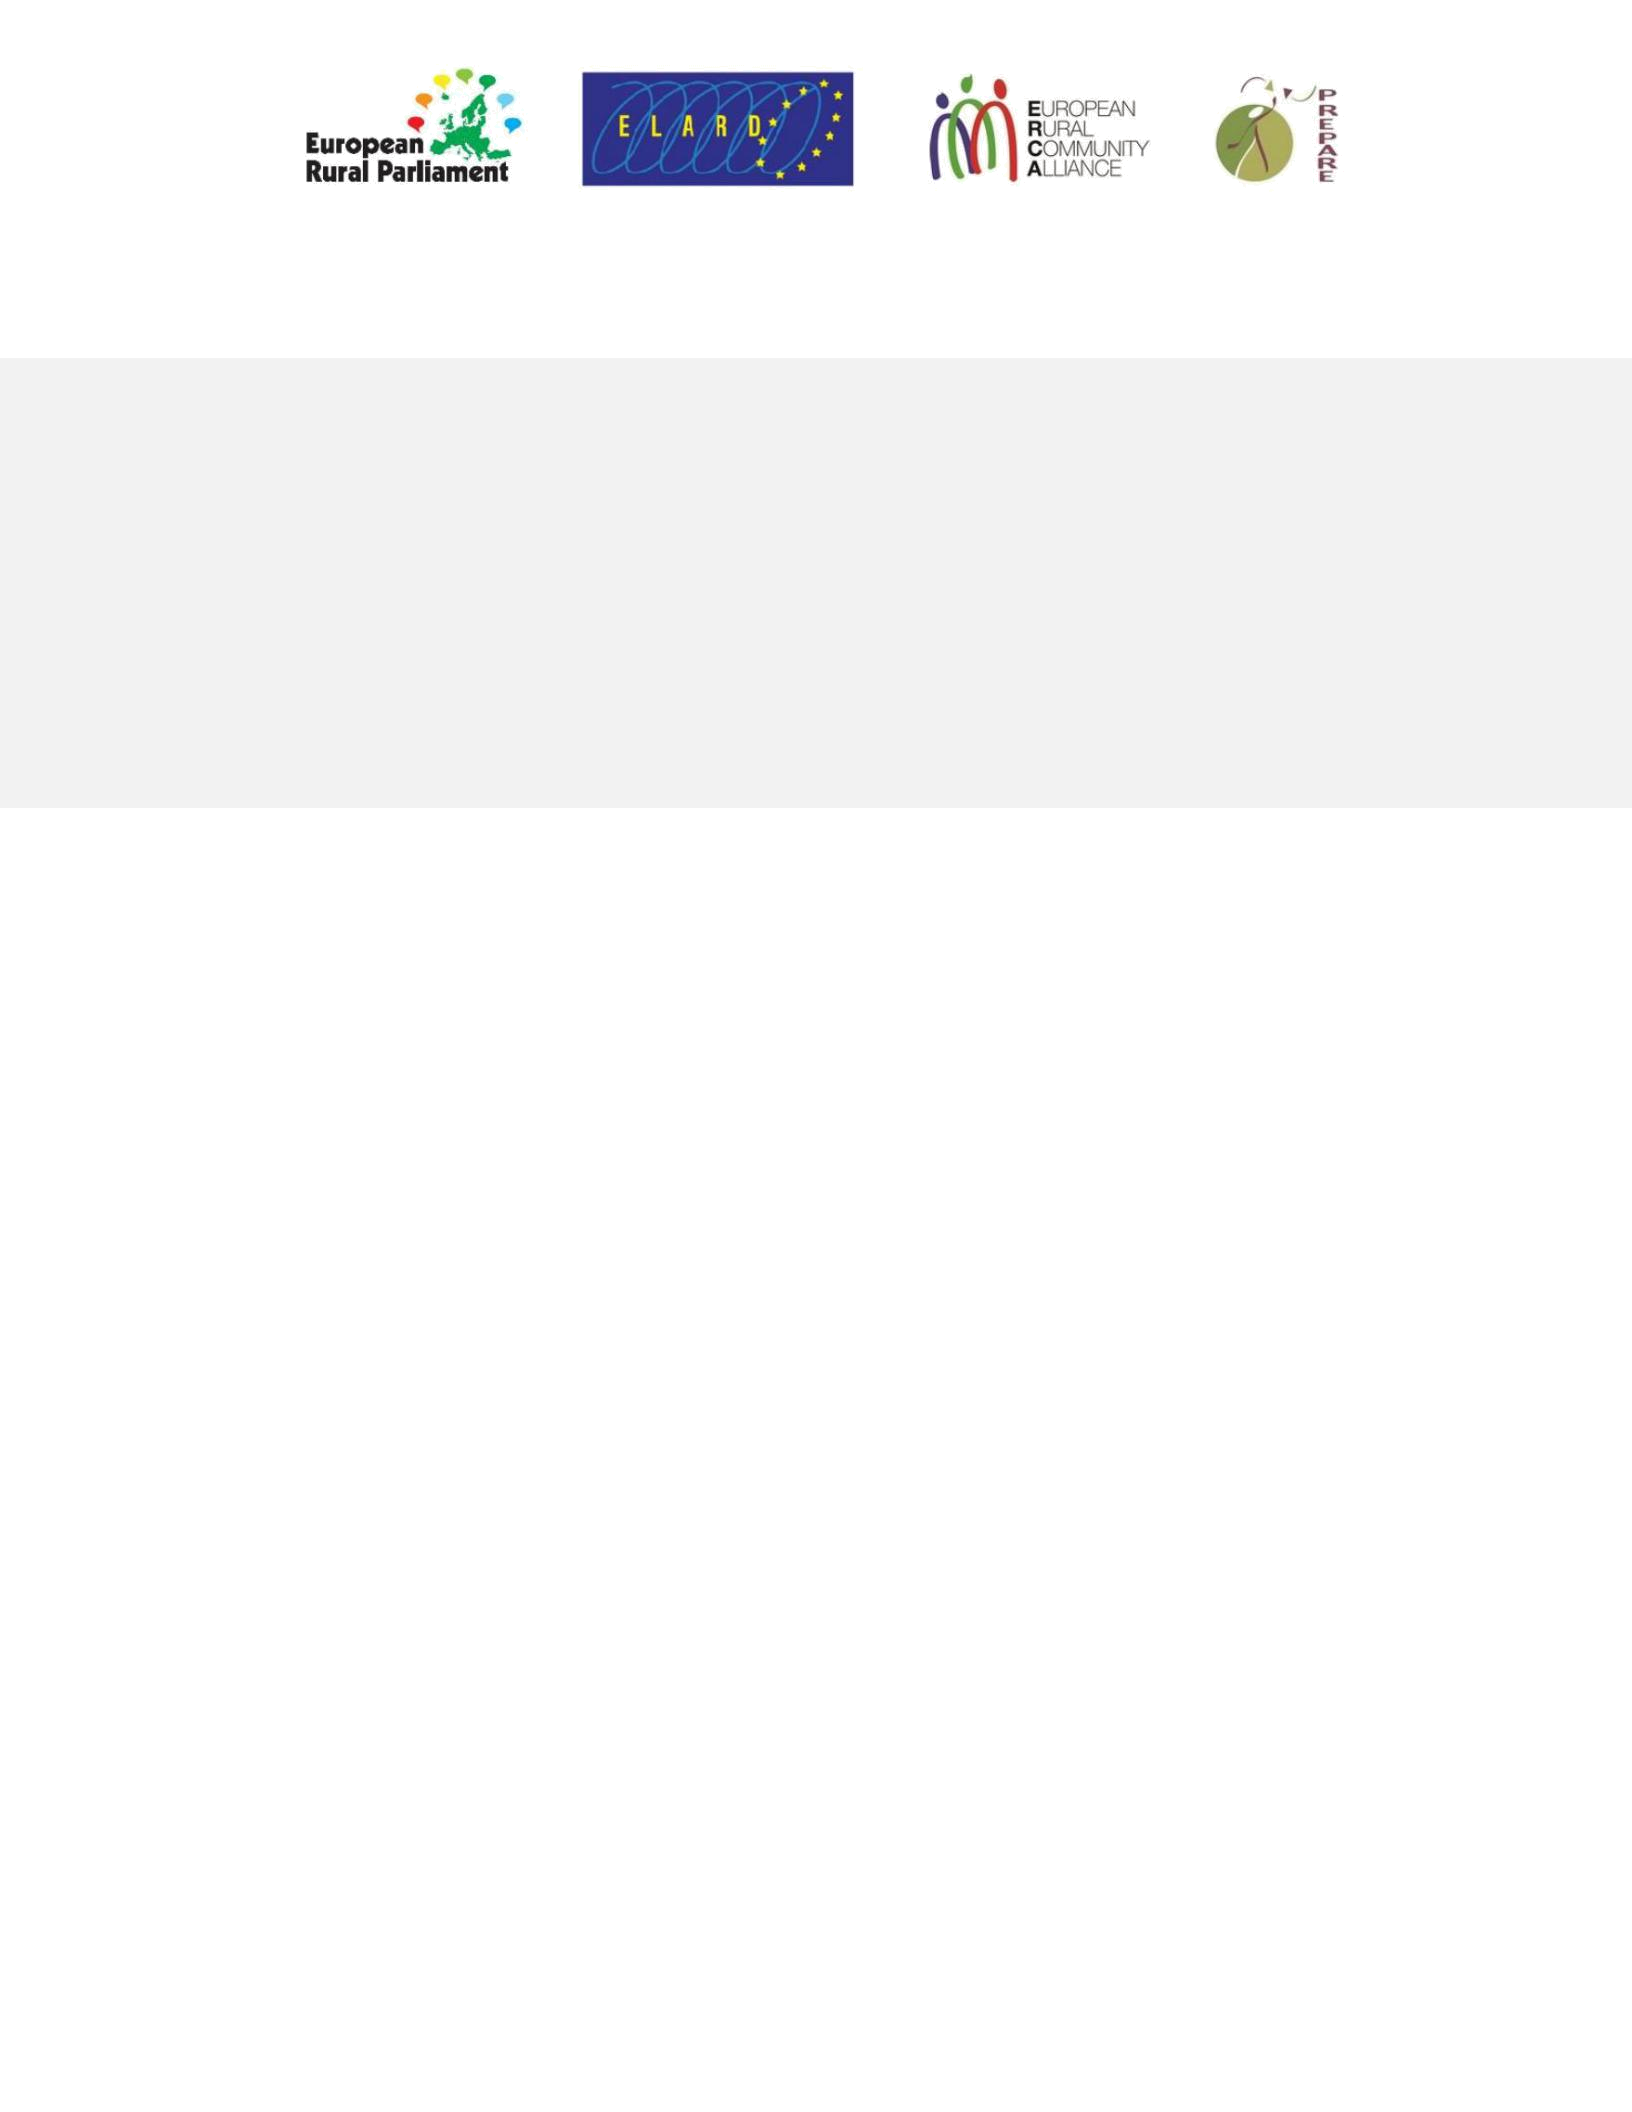 European
Rural Parliament
E L A R D
EUROPEAN
RURAL
COMMUNITY
ALLIANCE
PREPARE